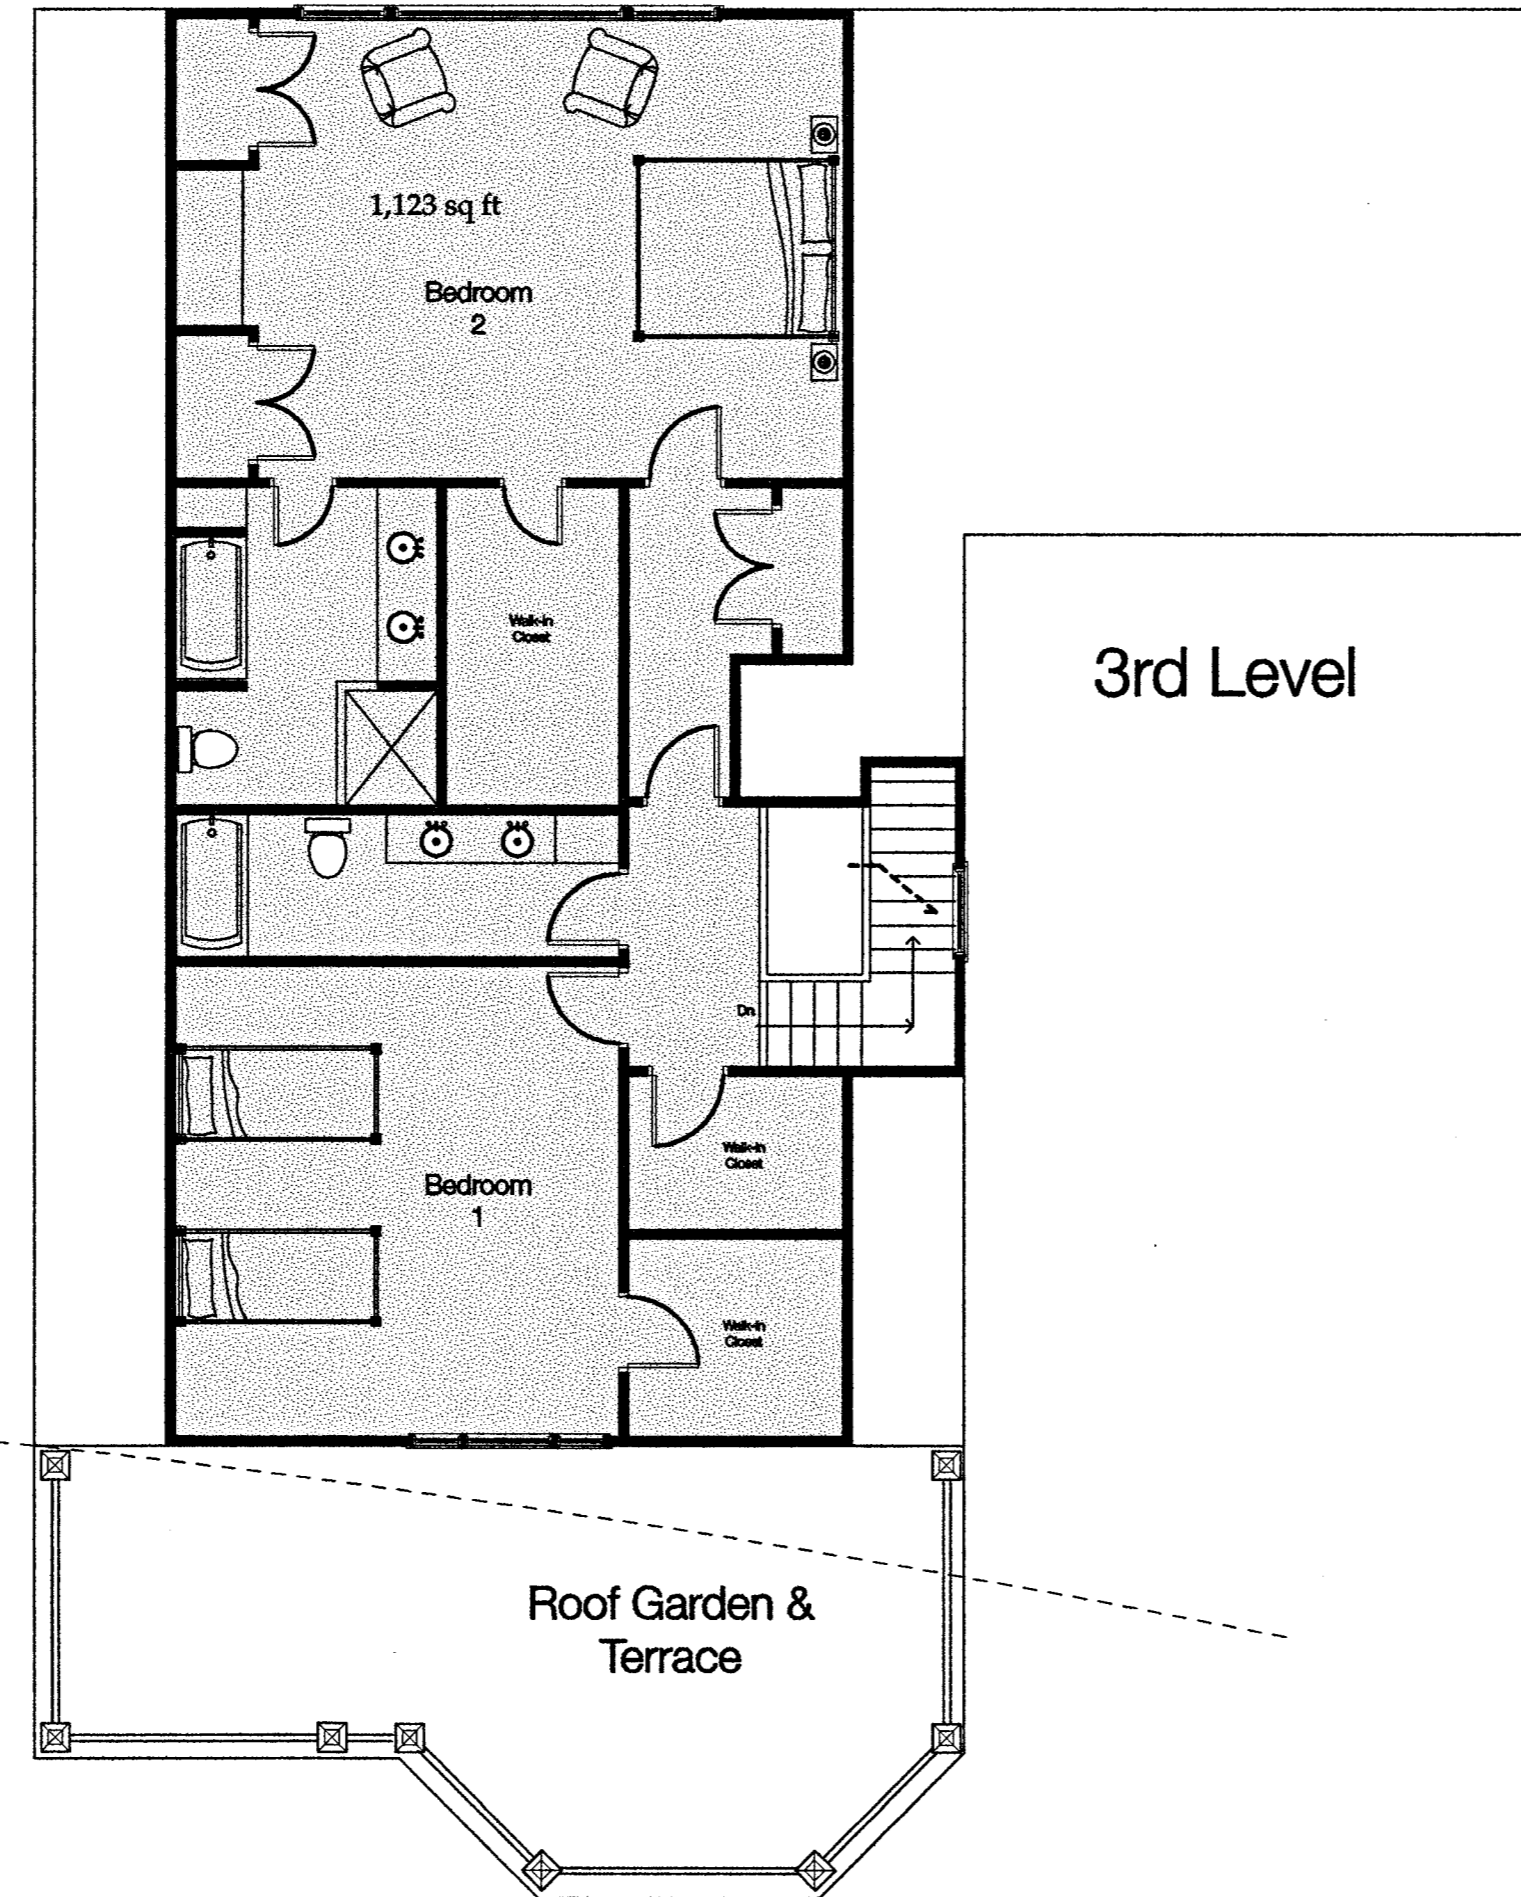 1,123 sq ft
Bedroom
2
Walk-in
Closet
3rd Level
Dn
Walk-in
Closet
Bedroom
1
Walk-in
Closet
Roof Garden &
Terrace